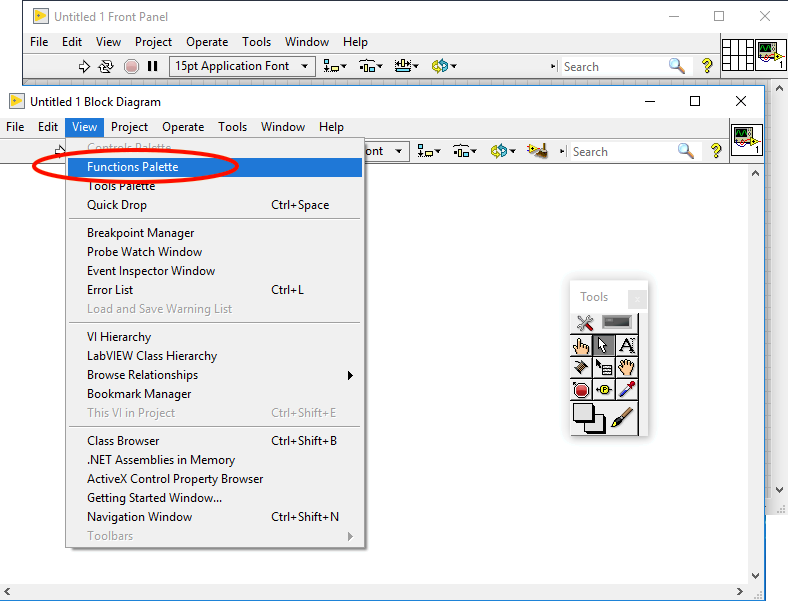 Untitled 1 Front Panel
File Edit View Project Operate Tools Window Help
15pt Application Font Search ?
1
Untitled 1 Block Diagram
File Edit View Project Operate Tools Window Help
ont Search ?
1
Controls Palette
Functions Palette
Tools Palette
Quick Drop Ctrl+Space
Breakpoint Manager
Probe Watch Window
Event Inspector Window
Error List Ctrl+L
Load and Save Warning List
VI Hierarchy
LabVIEW Class Hierarchy
Browse Relationships
Bookmark Manager
This VI in Project Ctrl+Shift+E
Class Browser Ctrl+Shift+B
.NET Assemblies in Memory
ActiveX Control Property Browser
Getting Started Window...
Navigation Window Ctrl+Shift+N
Toolbars
Tools x
A
P